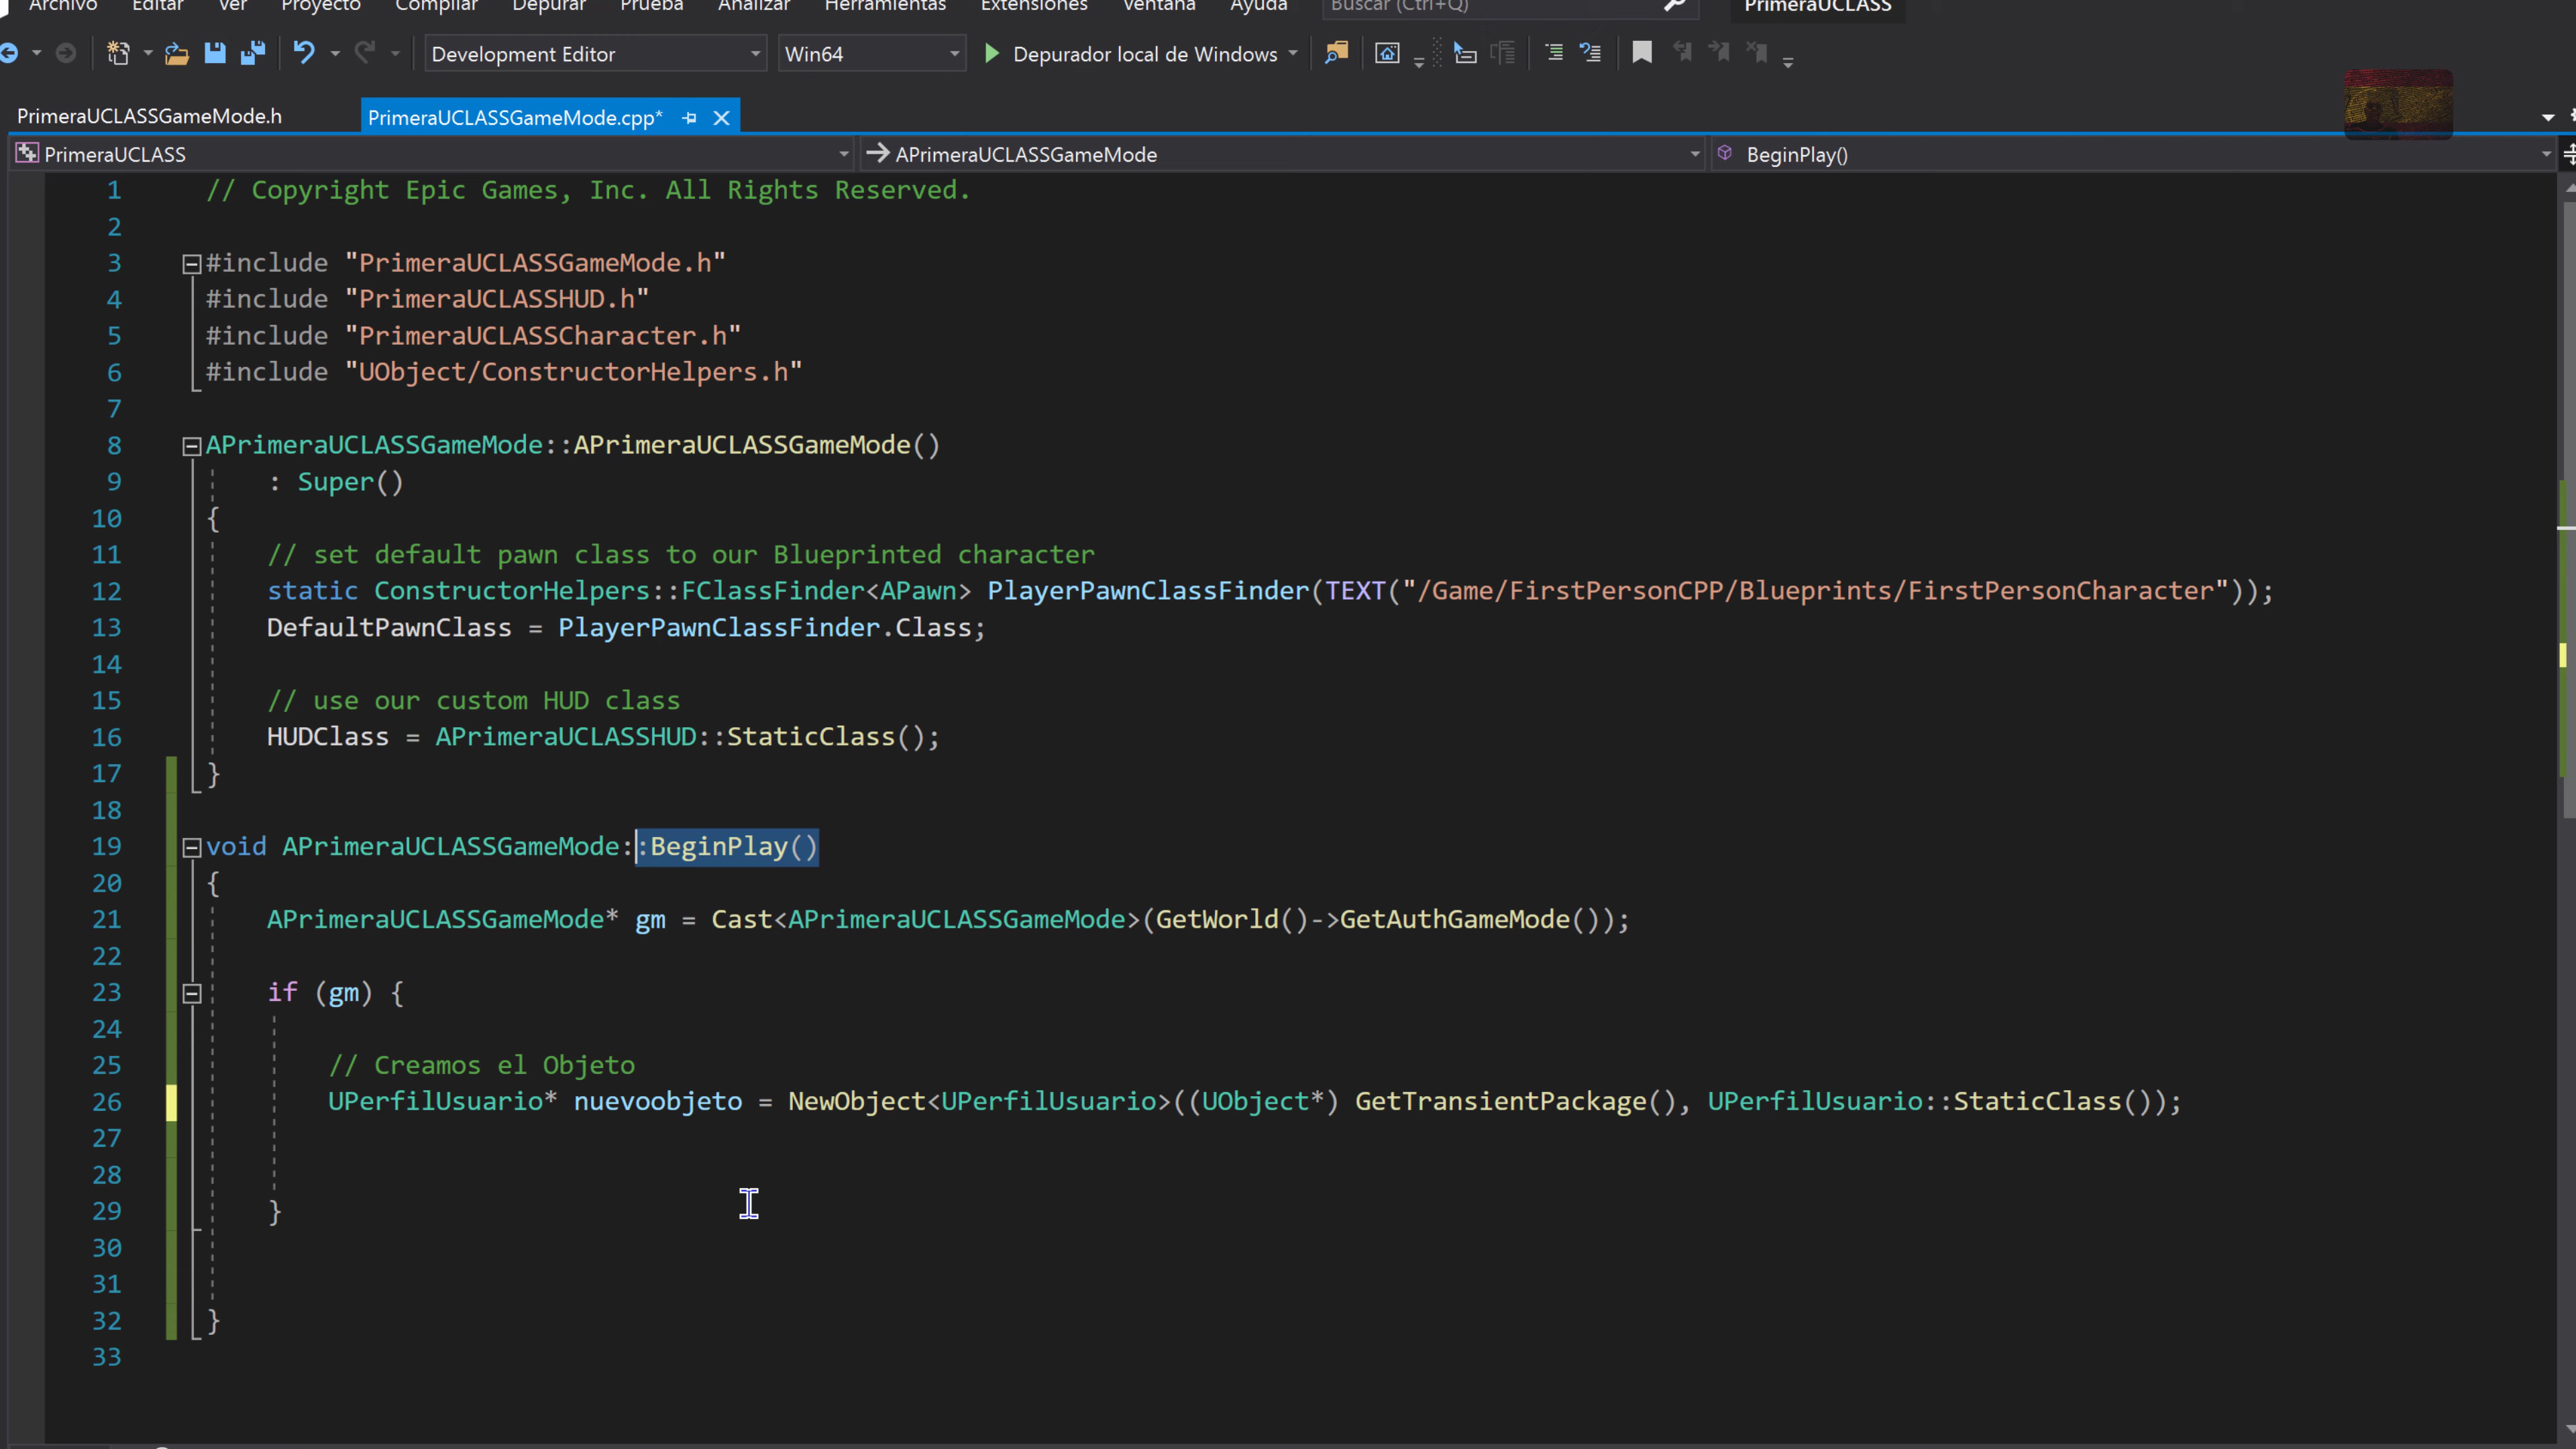 Archivo Editar Ver Proyecto Compilar Depurar Prueba Analizar Herramientas Extensiones Ventana Ayuda Buscar (Ctrl+Q) PrimeraUCLASS
Development Editor Win64 Depurador local de Windows
PrimeraUCLASSGameMode.h PrimeraUCLASSGameMode.cpp*
PrimeraUCLASS APrimeraUCLASSGameMode BeginPlay()
1 // Copyright Epic Games, Inc. All Rights Reserved.
2
3 #include "PrimeraUCLASSGameMode.h"
4 #include "PrimeraUCLASSHUD.h"
5 #include "PrimeraUCLASSCharacter.h"
6 #include "UObject/ConstructorHelpers.h"
7
8 APrimeraUCLASSGameMode::APrimeraUCLASSGameMode()
9 : Super()
10 {
11 // set default pawn class to our Blueprinted character
12 static ConstructorHelpers::FClassFinder<APawn> PlayerPawnClassFinder(TEXT("/Game/FirstPersonCPP/Blueprints/FirstPersonCharacter"));
13 DefaultPawnClass = PlayerPawnClassFinder.Class;
14
15 // use our custom HUD class
16 HUDClass = APrimeraUCLASSHUD::StaticClass();
17 }
18
19 void APrimeraUCLASSGameMode::BeginPlay()
20 {
21 APrimeraUCLASSGameMode* gm = Cast<APrimeraUCLASSGameMode>(GetWorld()->GetAuthGameMode());
22
23 if (gm) {
24
25 // Creamos el Objeto
26 UPerfilUsuario* nuevoobjeto = NewObject<UPerfilUsuario>((UObject*) GetTransientPackage(), UPerfilUsuario::StaticClass());
27
28
29 }
30
31
32 }
33